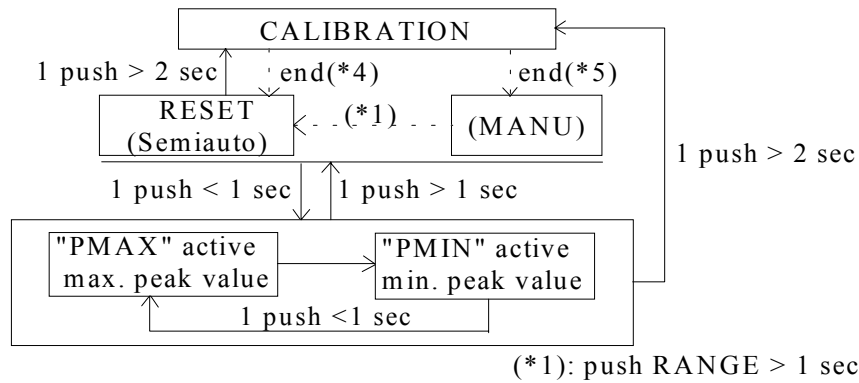 CALIBRATION
1 push > 2 sec
end(*4)
end(*5)
RESET
(Semiauto)
(*1)
(MANU)
1 push > 2 sec
1 push < 1 sec
1 push > 1 sec
"PMAX" active
max. peak value
"PMIN" active
min. peak value
1 push <1 sec
(*1): push RANGE > 1 sec